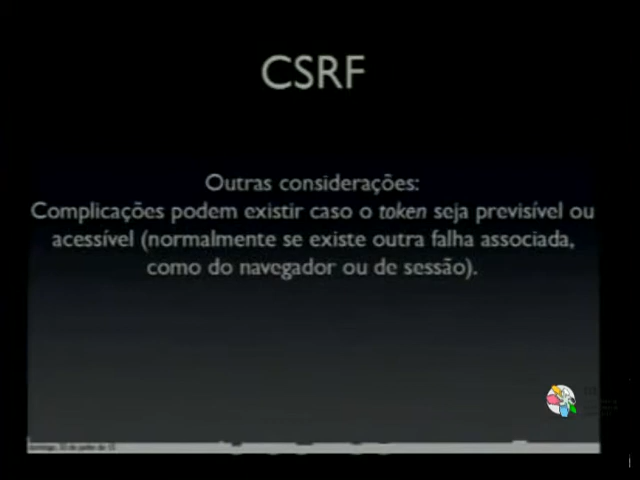 CSRF
Outras considerações:
Complicações podem existir caso o token seja previsível ou
acessível (normalmente se existe outra falha associada,
como do navegador ou de sessão).